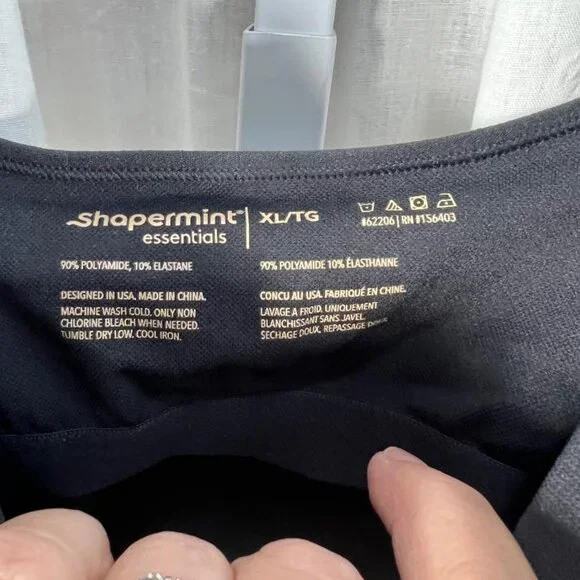 Shapermint
essentials
XL/TG
#62206 | RN #156403
90% POLYAMIDE, 10% ELASTANE
DESIGNED IN USA. MADE IN CHINA.
MACHINE WASH COLD. ONLY NON
CHLORINE BLEACH WHEN NEEDED.
TUMBLE DRY LOW. COOL IRON.
90% POLYAMIDE 10% ÉLASTHANNE
CONCU AU USA. FABRIQUÉ EN CHINE.
LAVAGE A FROID. UNIQUEMENT
BLANCHISSANT SANS JAVEL.
SECHAGE DOUX, REPASSAGE DOUX